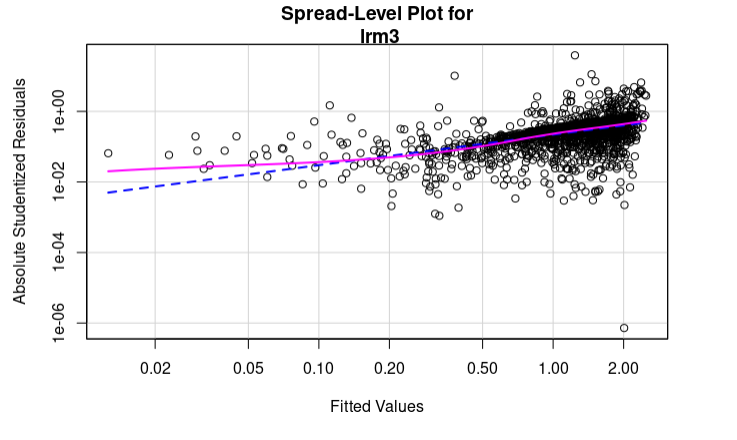 Spread-Level Plot for
lrm3
Absolute Studentized Residuals
1e+00
1e-02
1e-04
1e-06
0.02 0.05 0.10 0.20 0.50 1.00 2.00
Fitted Values